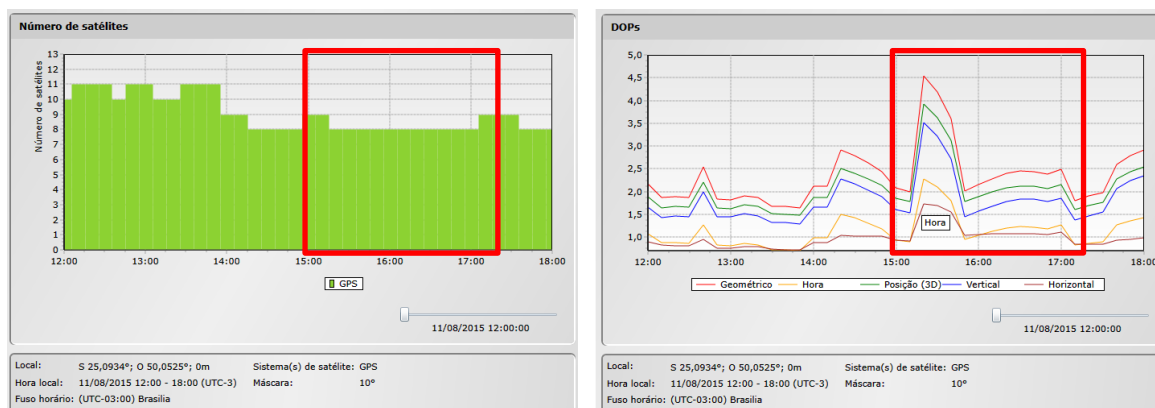 Número de satélites
Número de satélites
13
12
11
10
9
8
7
6
5
4
3
2
1
0
12:00 13:00 14:00 15:00 16:00 17:00 18:00
GPS
11/08/2015 12:00:00
Local: S 25,0934°; O 50,0525°; 0m Sistema(s) de satélite: GPS
Hora local: 11/08/2015 12:00 - 18:00 (UTC-3) Máscara: 10°
Fuso horário: (UTC-03:00) Brasilia
DOPs
5,0
4,5
4,0
3,5
3,0
2,5
2,0
1,5
1,0
Hora
12:00 13:00 14:00 15:00 16:00 17:00 18:00
Geométrico Hora Posição (3D) Vertical Horizontal
11/08/2015 12:00:00
Local: S 25,0934°; O 50,0525°; 0m Sistema(s) de satélite: GPS
Hora local: 11/08/2015 12:00 - 18:00 (UTC-3) Máscara: 10°
Fuso horário: (UTC-03:00) Brasilia